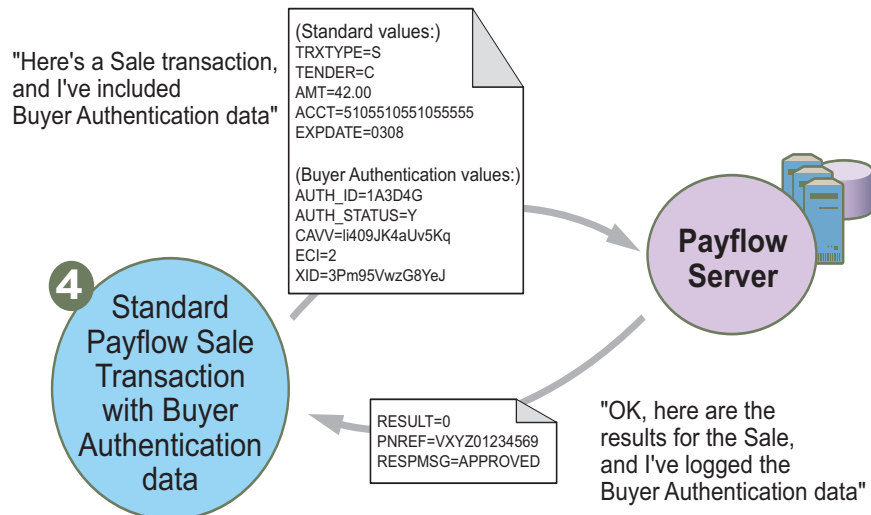 "Here's a Sale transaction,
and I've included
Buyer Authentication data"
(Standard values:)
TRXTYPE=S
TENDER=C
AMT=42.00
ACCT=5105510551055555
EXPDATE=0308
(Buyer Authentication values:)
AUTH_ID=1A3D4G
AUTH_STATUS=Y
CAVV=li409JK4aUv5Kq
ECI=2
XID=3Pm95VwzG8YeJ
Payflow
Server
4
Standard
Payflow Sale
Transaction
with Buyer
Authentication
data
RESULT=0
PNREF=VXYZ01234569
RESPMSG=APPROVED
"OK, here are the
results for the Sale,
and I've logged the
Buyer Authentication data"